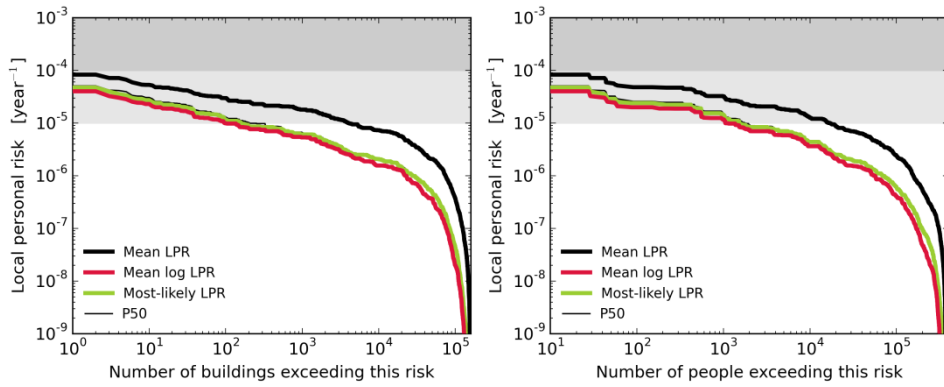 Local personal risk [year⁻¹]
10⁻³
10⁻⁴
10⁻⁵
10⁻⁶
10⁻⁷
10⁻⁸
10⁻⁹
Mean LPR
Mean log LPR
Most-likely LPR
P50
10⁰ 10¹ 10² 10³ 10⁴ 10⁵
Number of buildings exceeding this risk
Local personal risk [year⁻¹]
10⁻³
10⁻⁴
10⁻⁵
10⁻⁶
10⁻⁷
10⁻⁸
10⁻⁹
Mean LPR
Mean log LPR
Most-likely LPR
P50
10¹ 10² 10³ 10⁴ 10⁵
Number of people exceeding this risk